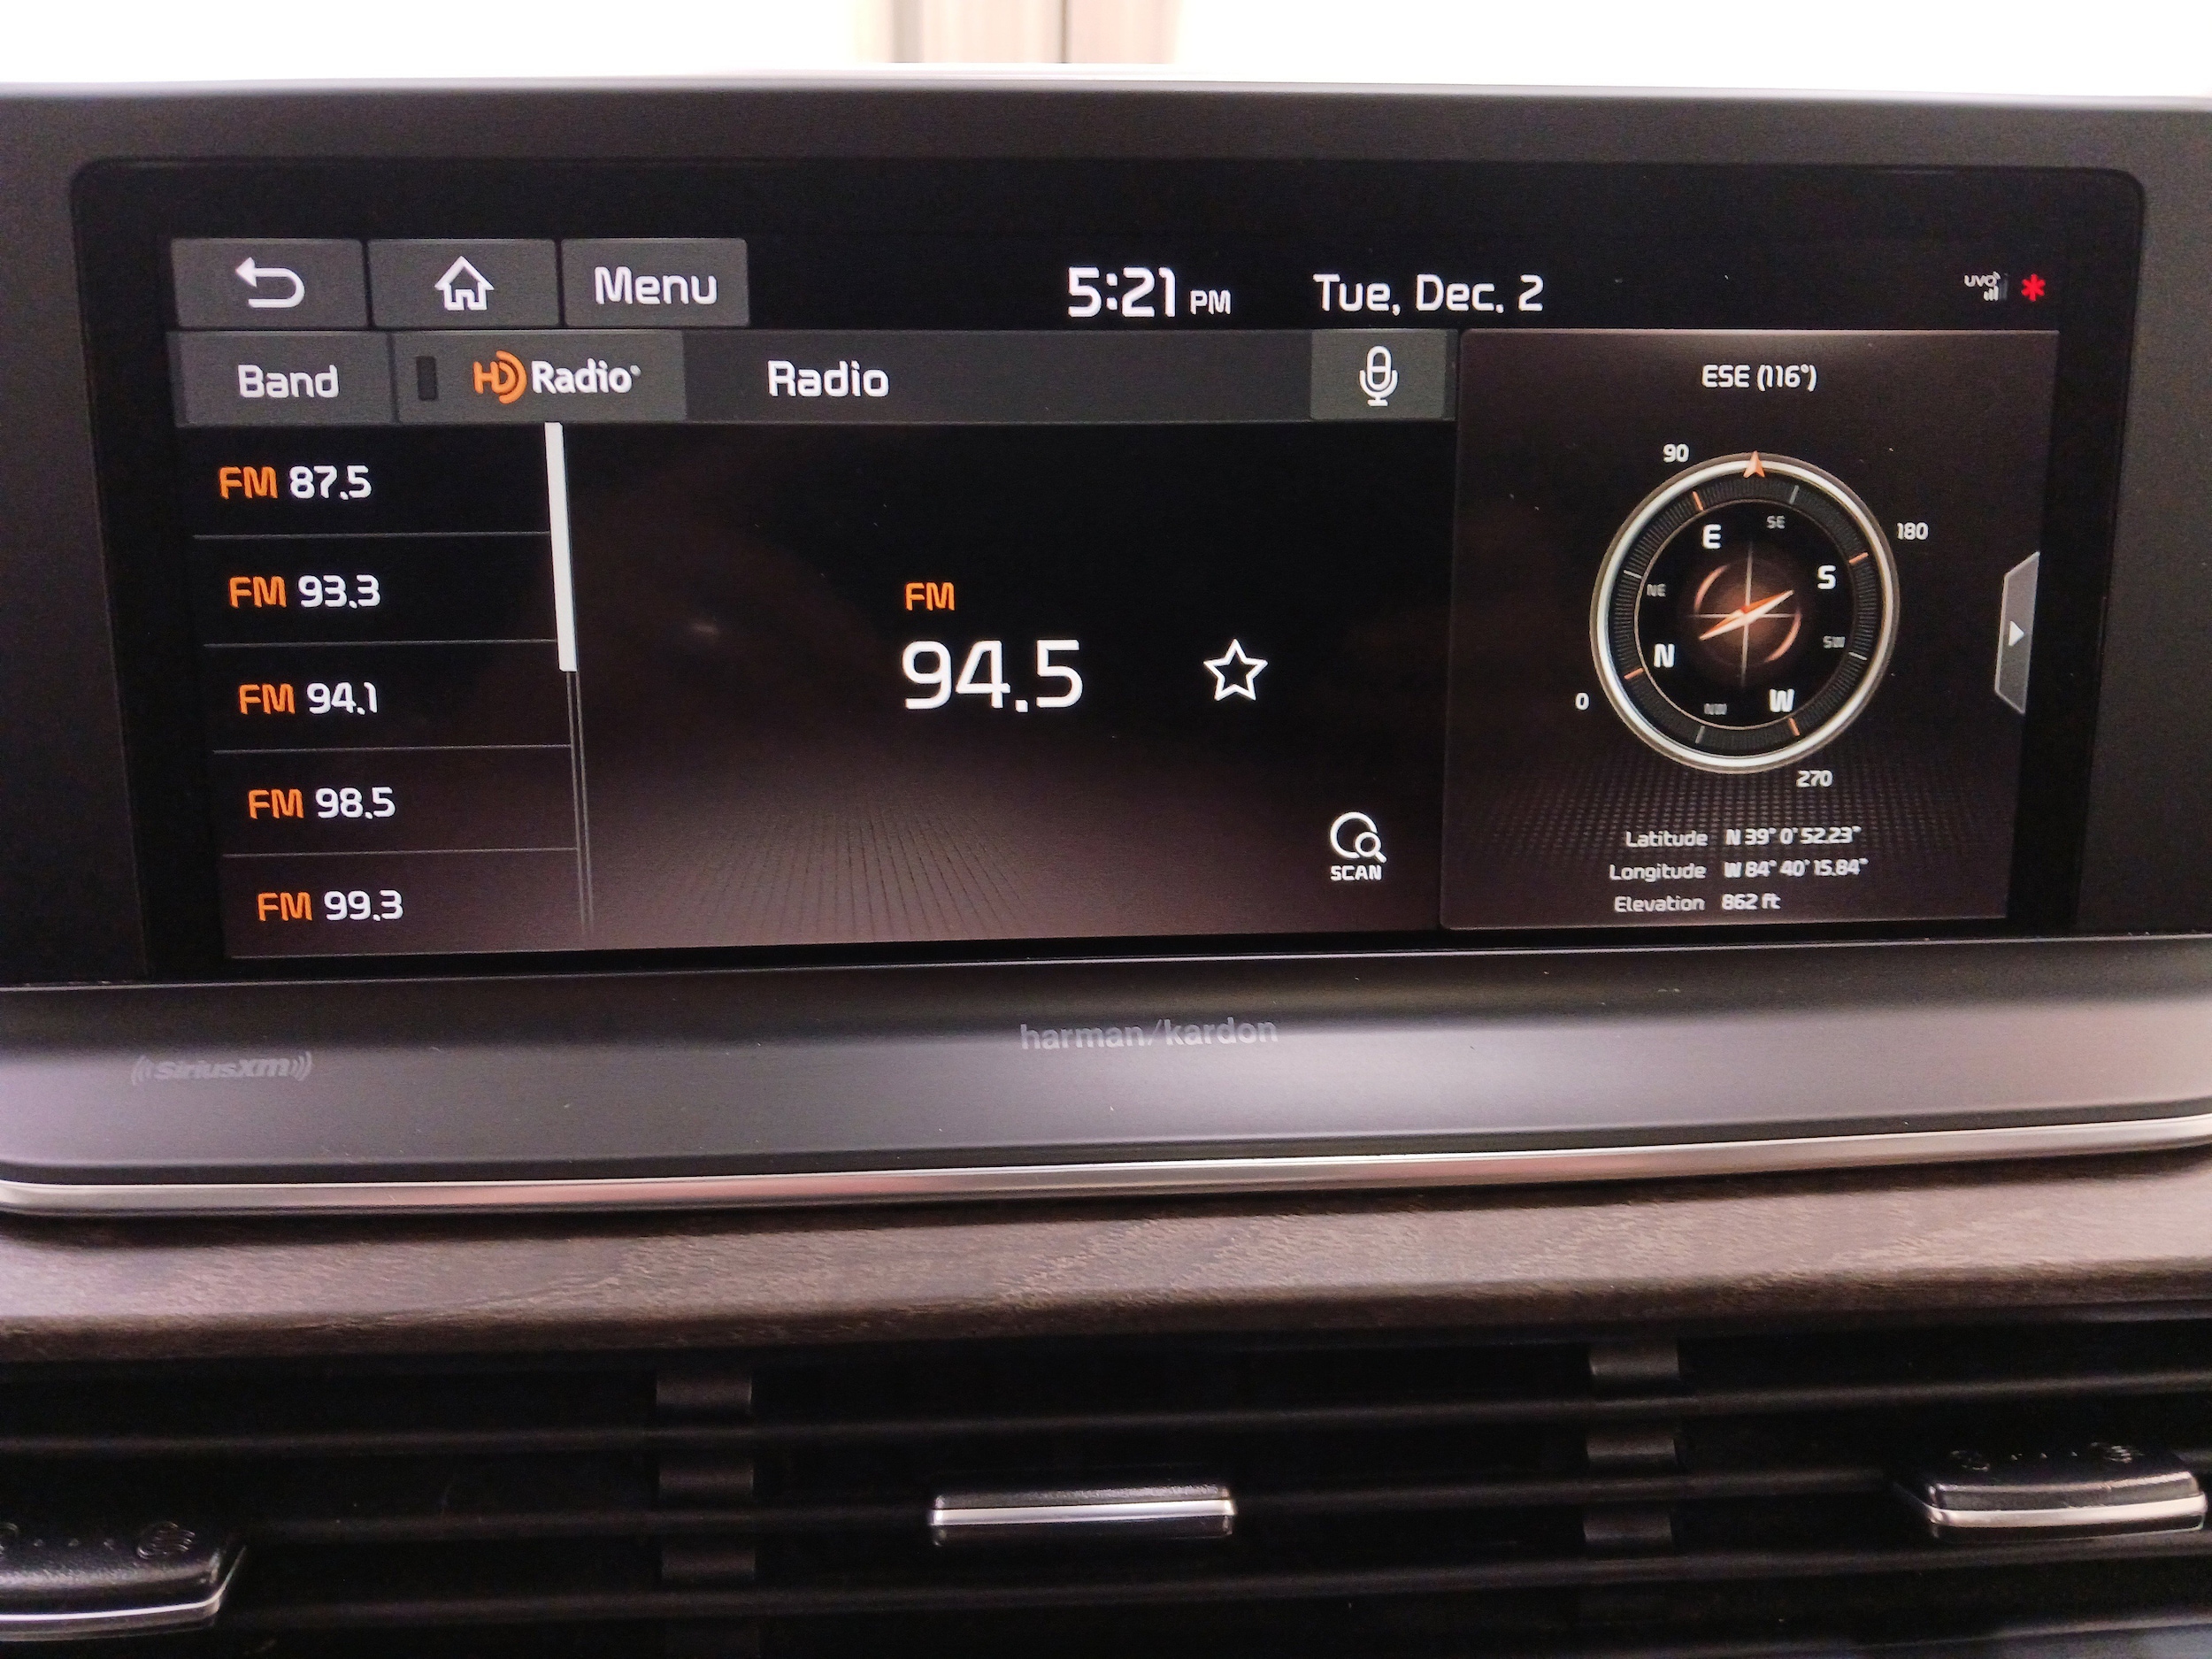 Menu
5:21 PM
Tue, Dec. 2
UVO
Band
HD Radio®
Radio
FM 87.5
FM 93.3
FM 94.1
FM 98.5
FM 99.3
FM
94.5
SCAN
ESE (116°)
90
180
E
SE
S
NE
SW
N
W
NW
0
270
Latitude N 39° 0' 52.23"
Longitude W 84° 40' 15.84"
Elevation 862 ft
harman/kardon
((SiriusXM))